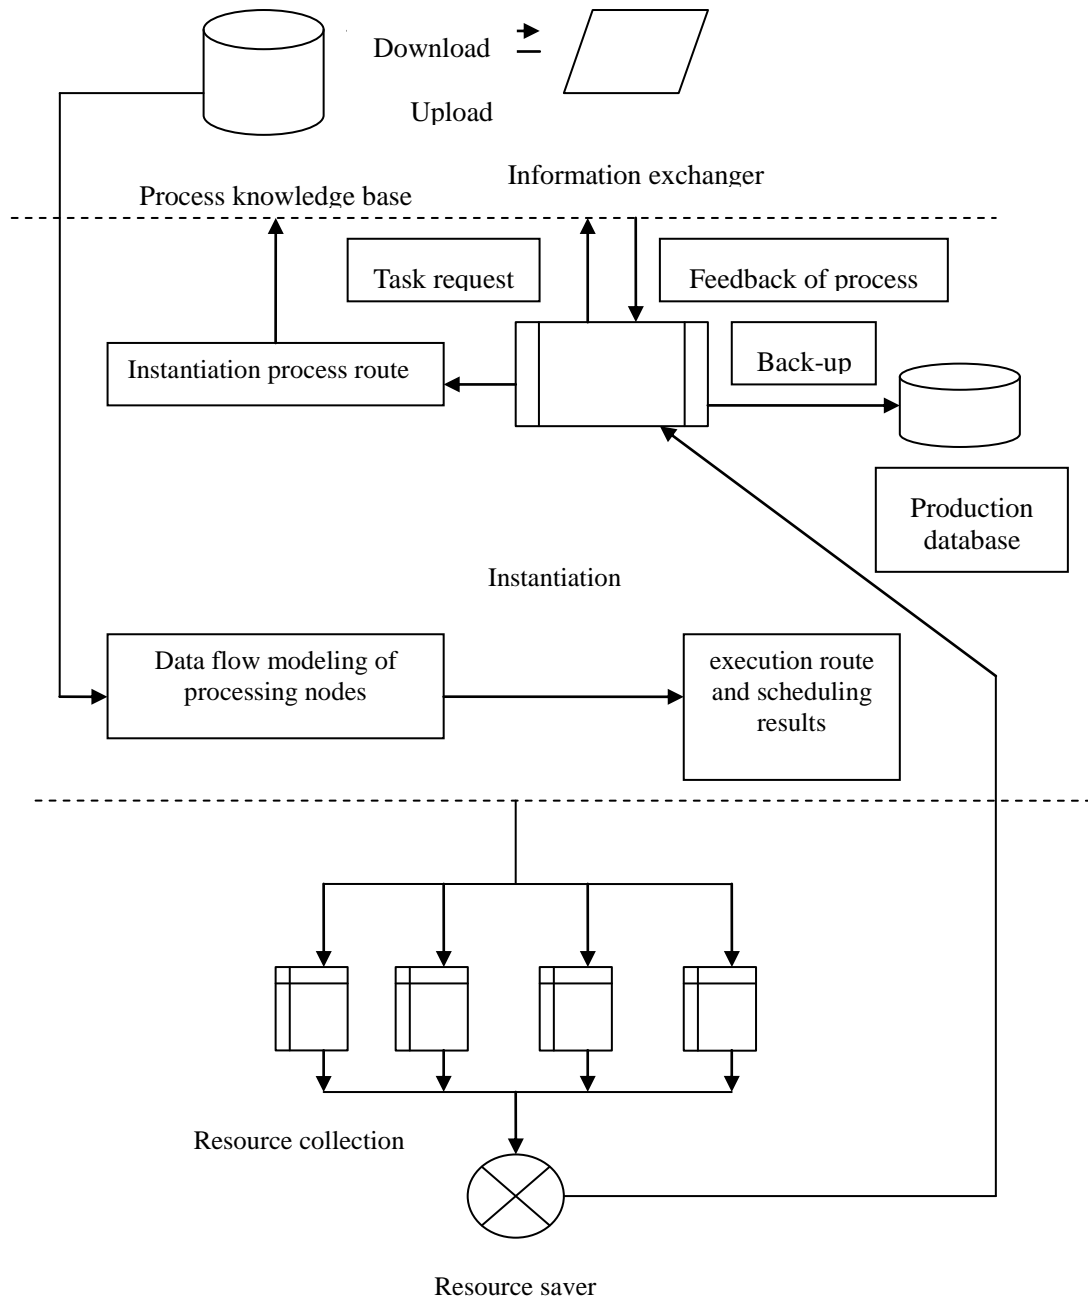 Download
Upload
Information exchanger
Process knowledge base
Task request
Feedback of process
Instantiation process route
Back-up
Production
database
Instantiation
Data flow modeling of
processing nodes
execution route
and scheduling
results
Resource collection
Resource saver